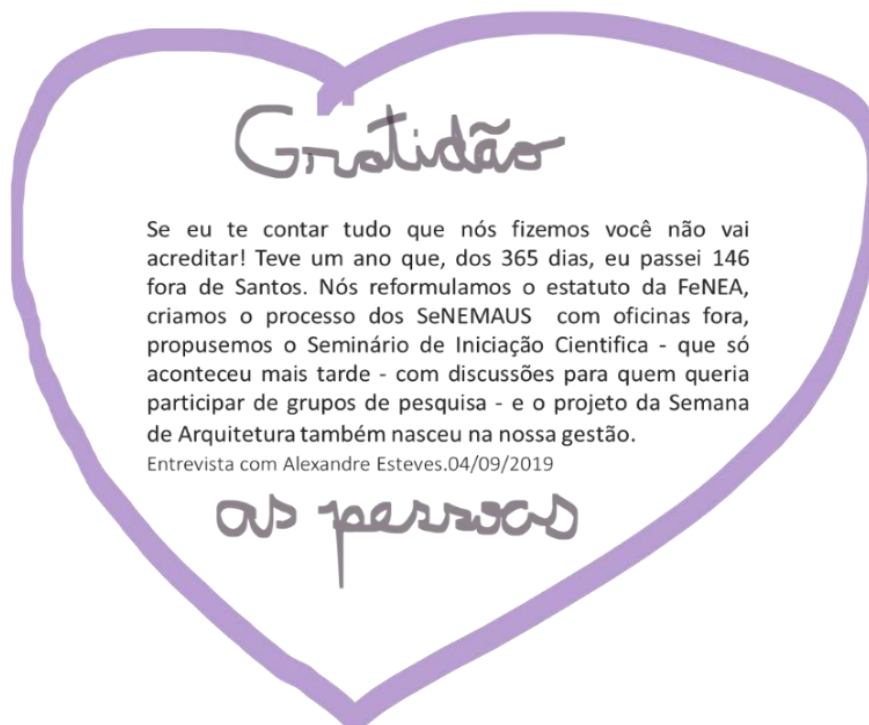 Gratidão
Se eu te contar tudo que nós fizemos você não vai
acreditar! Teve um ano que, dos 365 dias, eu passei 146
fora de Santos. Nós reformulamos o estatuto da FeNEA,
criamos o processo dos SeNEMAUS com oficinas fora,
propusemos o Seminário de Iniciação Cientifica - que só
aconteceu mais tarde - com discussões para quem queria
participar de grupos de pesquisa - e o projeto da Semana
de Arquitetura também nasceu na nossa gestão.
Entrevista com Alexandre Esteves.04/09/2019
as pessoas